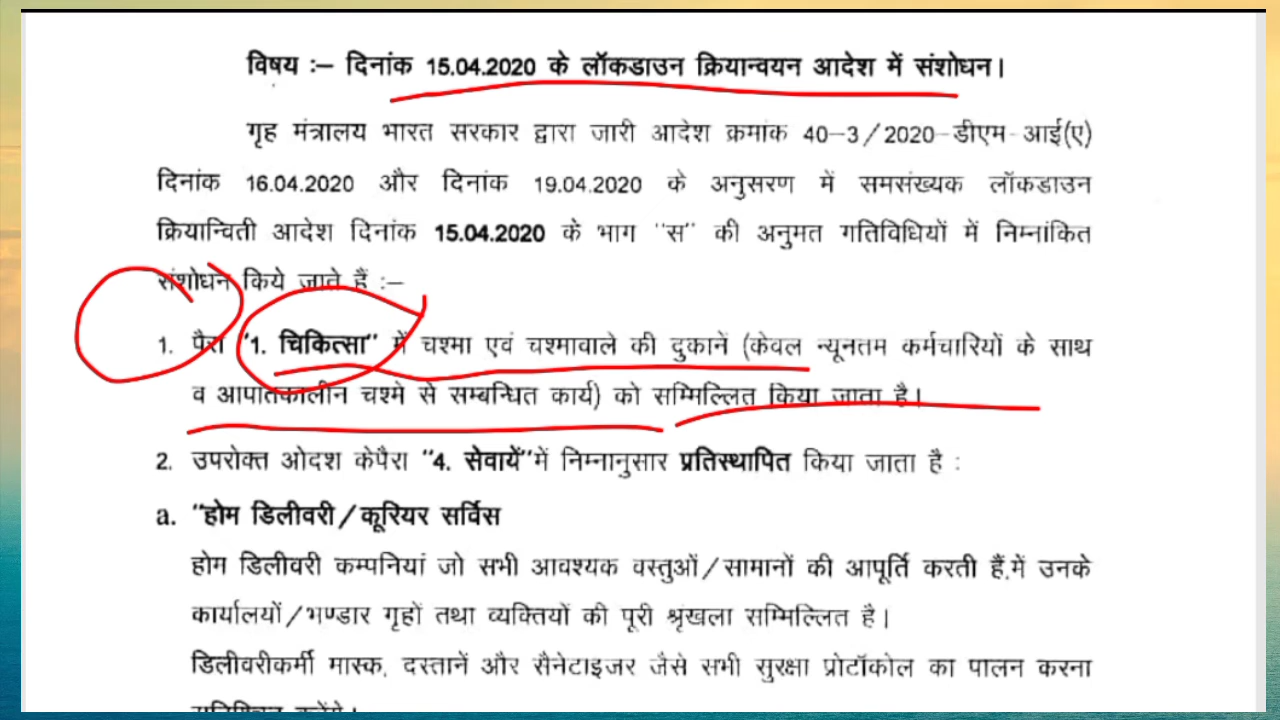 विषय :– दिनांक 15.04.2020 के लॉकडाउन क्रियान्वयन आदेश में संशोधन।
गृह मंत्रालय भारत सरकार द्वारा जारी आदेश क्रमांक 40–3/2020–डीएम–आई(ए)
दिनांक 16.04.2020 और दिनांक 19.04.2020 के अनुसरण में समसंख्यक लॉकडाउन
क्रियान्विती आदेश दिनांक 15.04.2020 के भाग "स" की अनुमत गतिविधियों में निम्नांकित
संशोधन किये जाते हैं :–
1. पैरा "1. चिकित्सा" में चश्मा एवं चश्मावाले की दुकानें (केवल न्यूनतम कर्मचारियों के साथ
व आपातकालीन चश्मे से सम्बन्धित कार्य) को सम्मिल्लित किया जाता है।
2. उपरोक्त ओदश केपैरा "4. सेवायें"में निम्नानुसार प्रतिस्थापित किया जाता है :
a. "होम डिलीवरी/कूरियर सर्विस
होम डिलीवरी कम्पनियां जो सभी आवश्यक वस्तुओं/सामानों की आपूर्ति करती हैं,में उनके
कार्यालयों/भण्डार गृहों तथा व्यक्तियों की पूरी श्रृंखला सम्मिल्लित है।
डिलीवरीकर्मी मास्क, दस्तानें और सैनेटाइजर जैसे सभी सुरक्षा प्रोटॉकोल का पालन करना